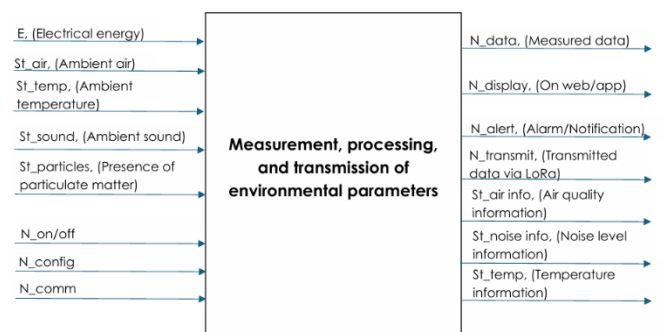 E, (Electrical energy)
St_air, (Ambient air)
St_temp, (Ambient
temperature)
St_sound, (Ambient sound)
St_particles, (Presence of
particulate matter)
N_on/off
N_config
N_comm
Measurement, processing,
and transmission of
environmental parameters
N_data, (Measured data)
N_display, (On web/app)
N_alert, (Alarm/Notification)
N_transmit, (Transmitted
data via LoRa)
St_air info, (Air quality
information)
St_noise info, (Noise level
information)
St_temp, (Temperature
information)